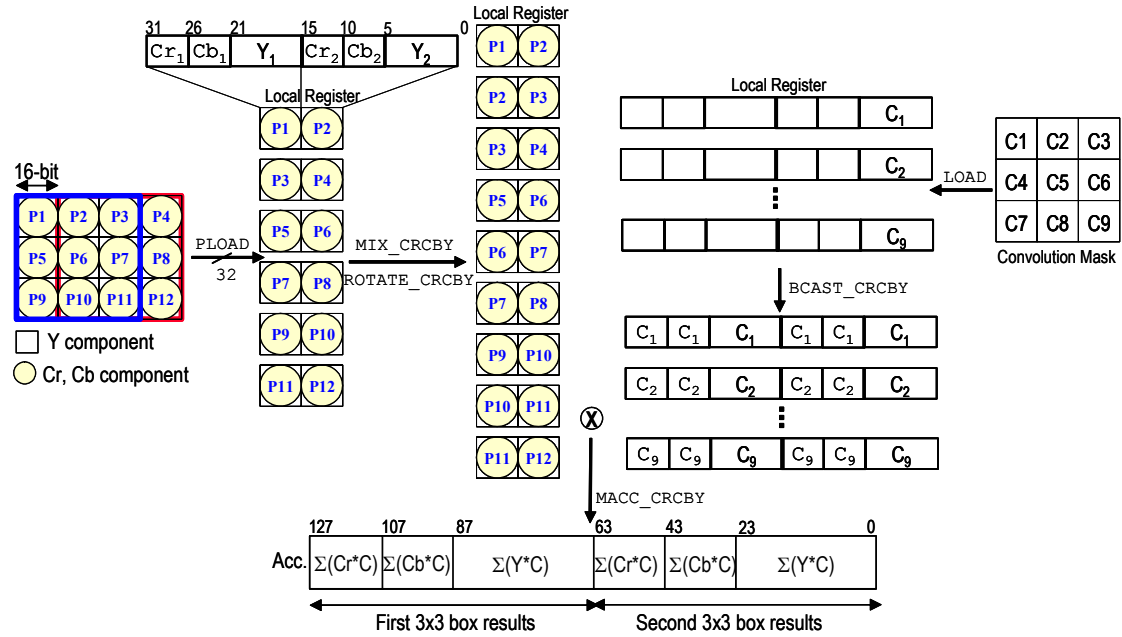 31 26 21 15 10 5 0
Cr1 Cb1 Y1 Cr2 Cb2 Y2
Local Register
P1 P2
P3 P4
P5 P6
P7 P8
P9 P10
P11 P12
16-bit
P1 P2 P3 P4
P5 P6 P7 P8
P9 P10 P11 P12
Y component
Cr, Cb component
PLOAD
32
MIX_CRCBY
ROTATE_CRCBY
Local Register
P1 P2
P2 P3
P3 P4
P5 P6
P6 P7
P7 P8
P9 P10
P10 P11
P11 P12
Local Register
C1
C2
C9
LOAD
C1 C2 C3
C4 C5 C6
C7 C8 C9
Convolution Mask
BCAST_CRCBY
C1 C1 C1 C1 C1 C1
C2 C2 C2 C2 C2 C2
C9 C9 C9 C9 C9 C9
X
MACC_CRCBY
127 107 87 63 43 23 0
Acc. Σ(Cr*C) Σ(Cb*C) Σ(Y*C) Σ(Cr*C) Σ(Cb*C) Σ(Y*C)
First 3x3 box results Second 3x3 box results